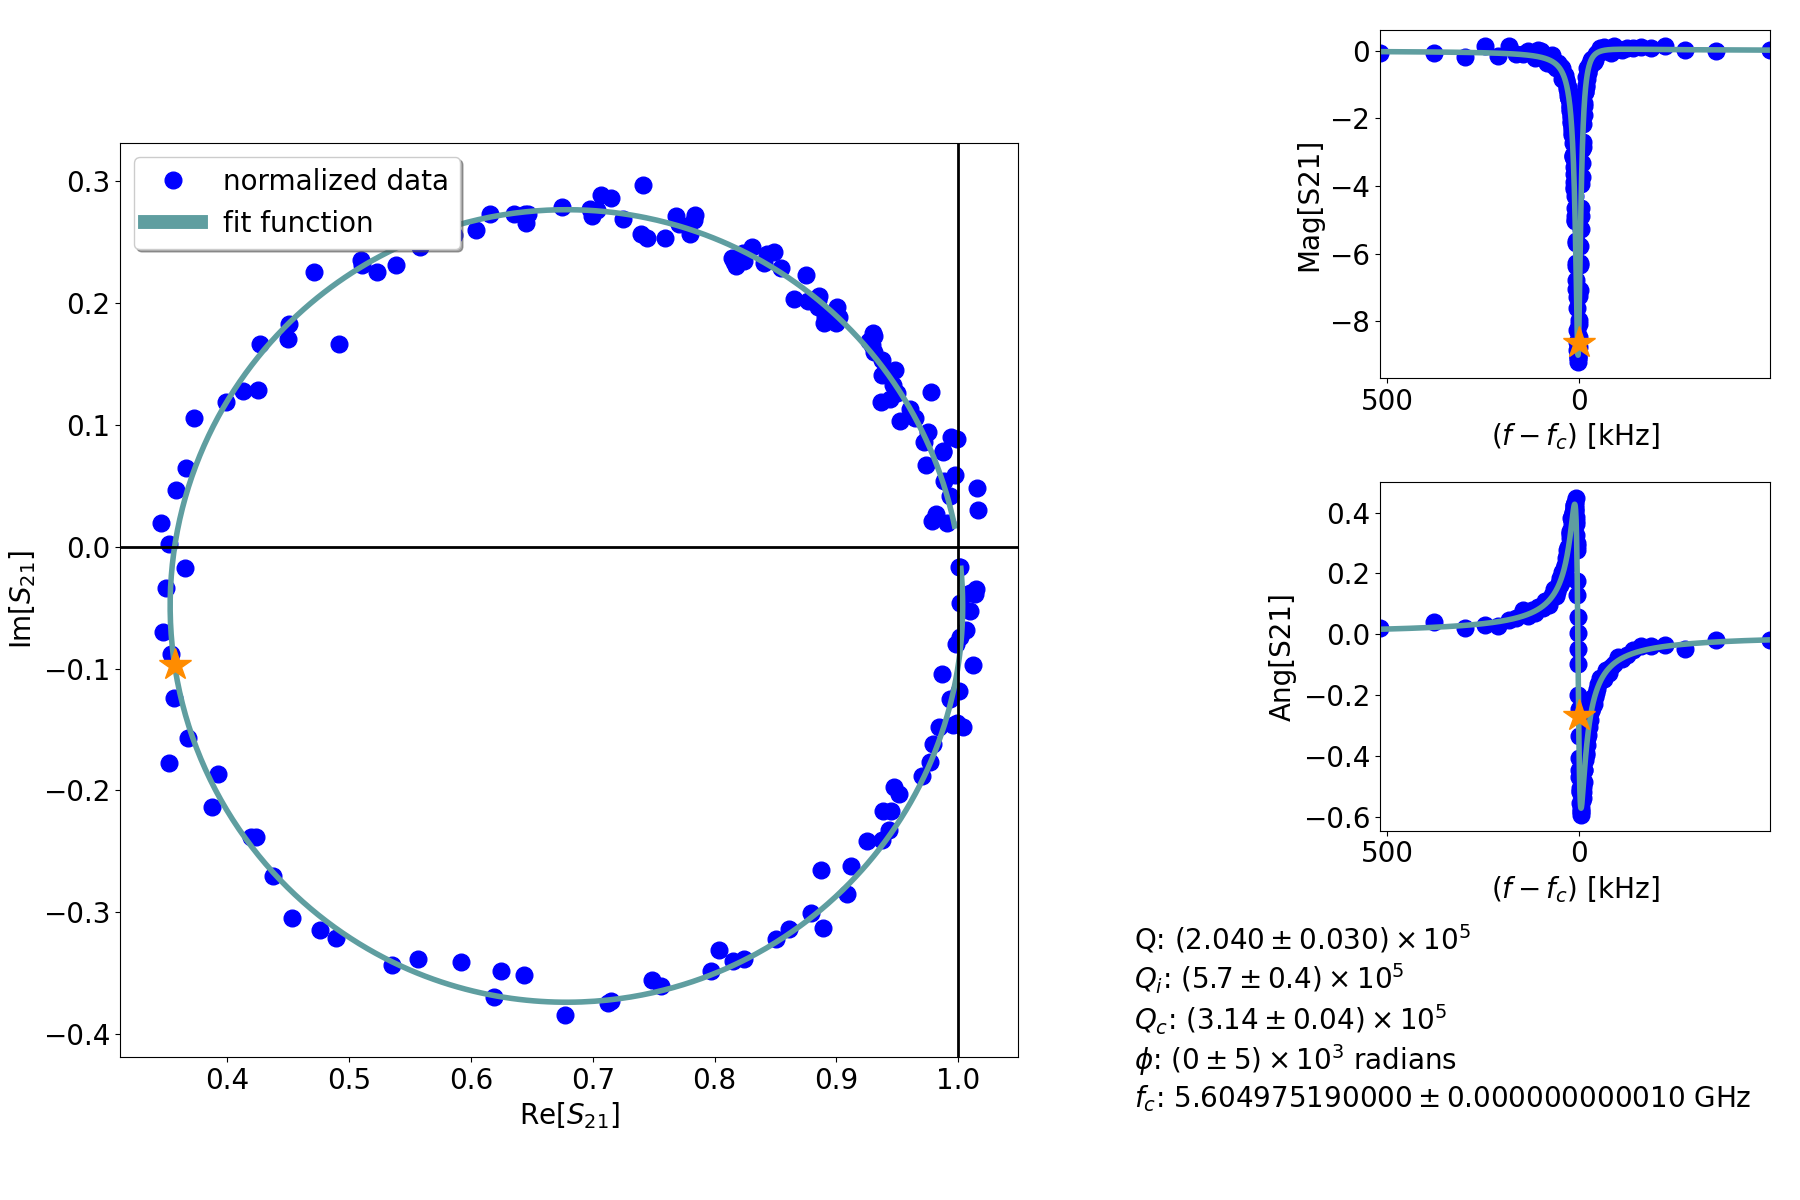 normalized data
fit function
0.3
0.2
0.1
0.0
−0.1
−0.2
−0.3
−0.4
Im[S21]
0.4
0.5
0.6
0.7
0.8
0.9
1.0
Re[S21]
0
−2
−4
−6
−8
Mag[S21]
500
0
(f − fc) [kHz]
0.4
0.2
0.0
−0.2
−0.4
−0.6
Ang[S21]
500
0
(f − fc) [kHz]
Q: (2.040 ± 0.030) × 10^5
Qi: (5.7 ± 0.4) × 10^5
Qc: (3.14 ± 0.04) × 10^5
ϕ: (0 ± 5) × 10^3 radians
fc: 5.604975190000 ± 0.000000000010 GHz